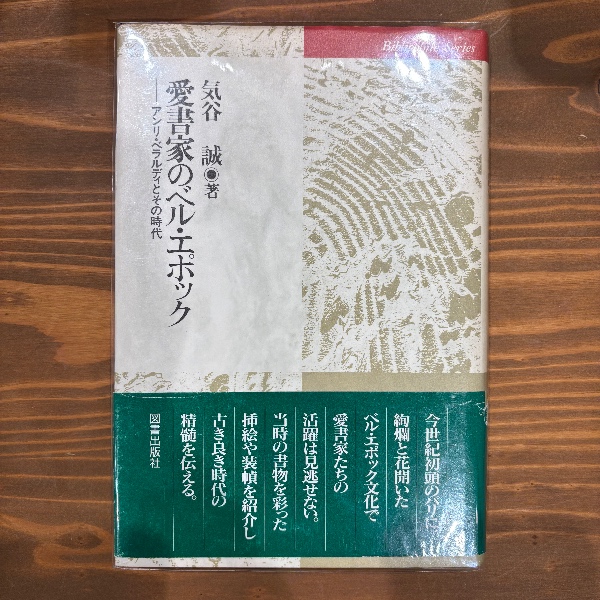 Bibliophile Series
気谷 誠◉著
愛書家のベル・エポック
──アンリ・ベラルディとその時代
今世紀初頭のパリに
絢爛と花開いた
ベル・エポック文化で
愛書家たちの
活躍は見逃せない。
当時の書物を彩った
挿絵や装幀を紹介し
古き良き時代の
精髄を伝える。
図書出版社